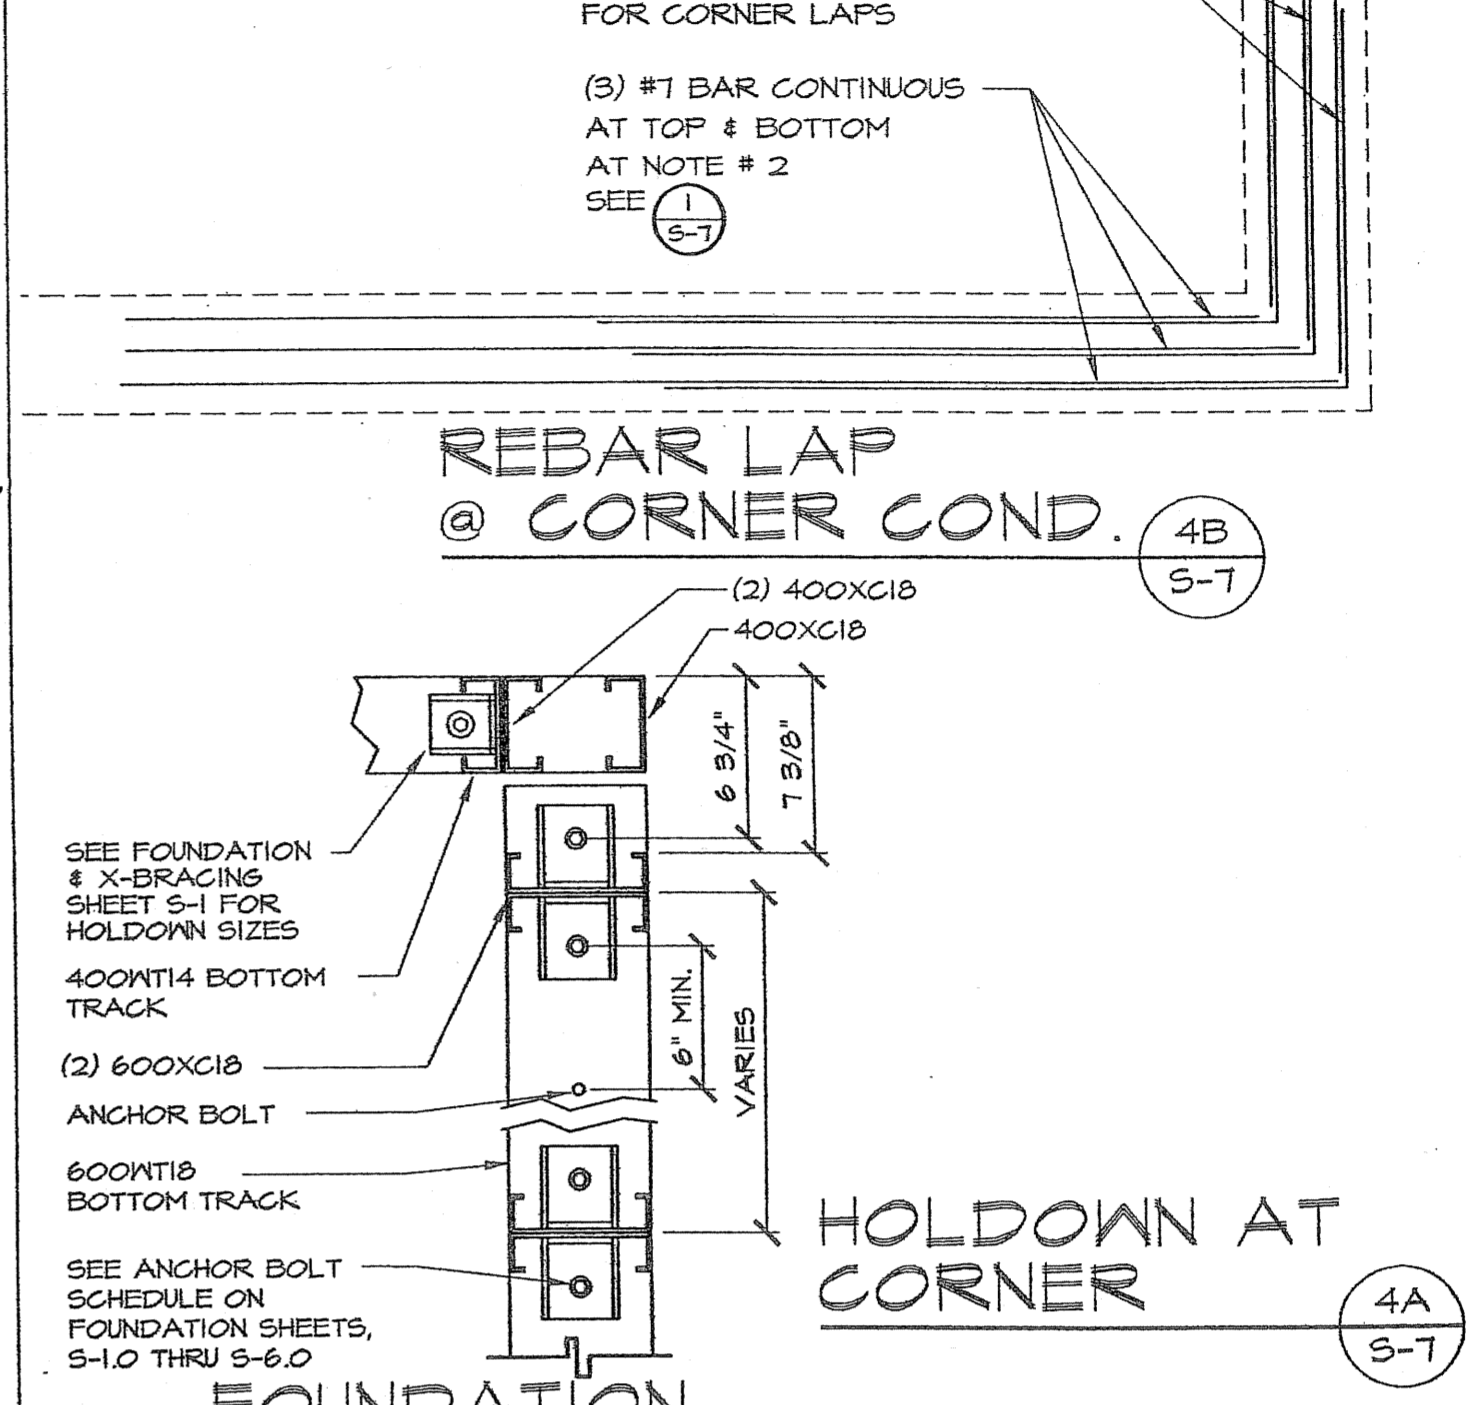 FOR CORNER LAPS
(3) #7 BAR CONTINUOUS
AT TOP & BOTTOM
AT NOTE # 2
SEE 1
S-7
REBAR LAP
@ CORNER COND.
4B
S-7
(2) 400XC18
400XC18
6 3/4"
7 3/8"
SEE FOUNDATION
& X-BRACING
SHEET S-1 FOR
HOLDOWN SIZES
400WT14 BOTTOM
TRACK
(2) 600XC18
ANCHOR BOLT
6" MIN.
VARIES
600WT18
BOTTOM TRACK
SEE ANCHOR BOLT
SCHEDULE ON
FOUNDATION SHEETS,
S-1.0 THRU S-6.0
HOLDOWN AT
CORNER
4A
S-7
FOUNDATION